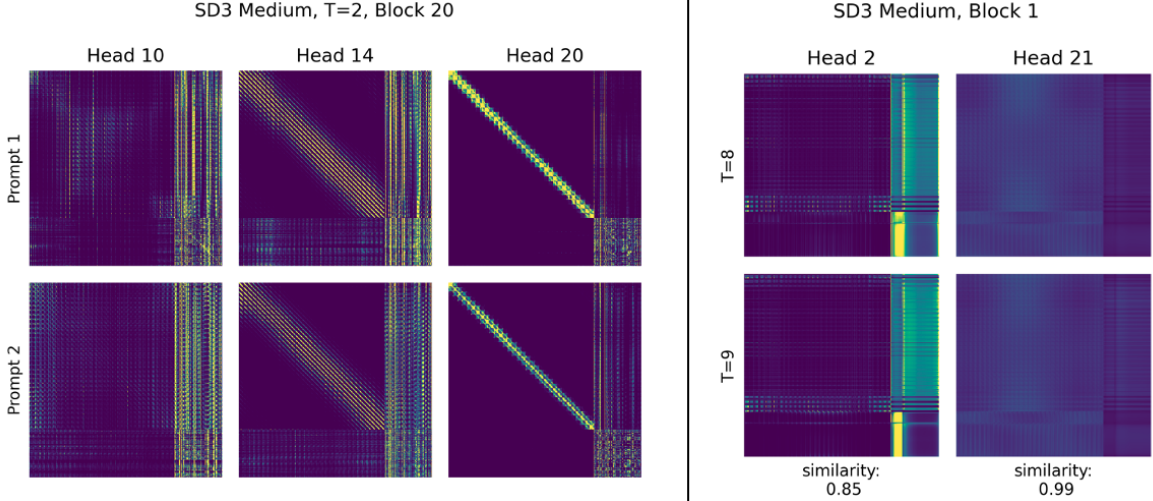 SD3 Medium, T=2, Block 20
Head 10
Head 14
Head 20
Prompt 1
Prompt 2
SD3 Medium, Block 1
Head 2
Head 21
T=8
T=9
similarity:
0.85
similarity:
0.99